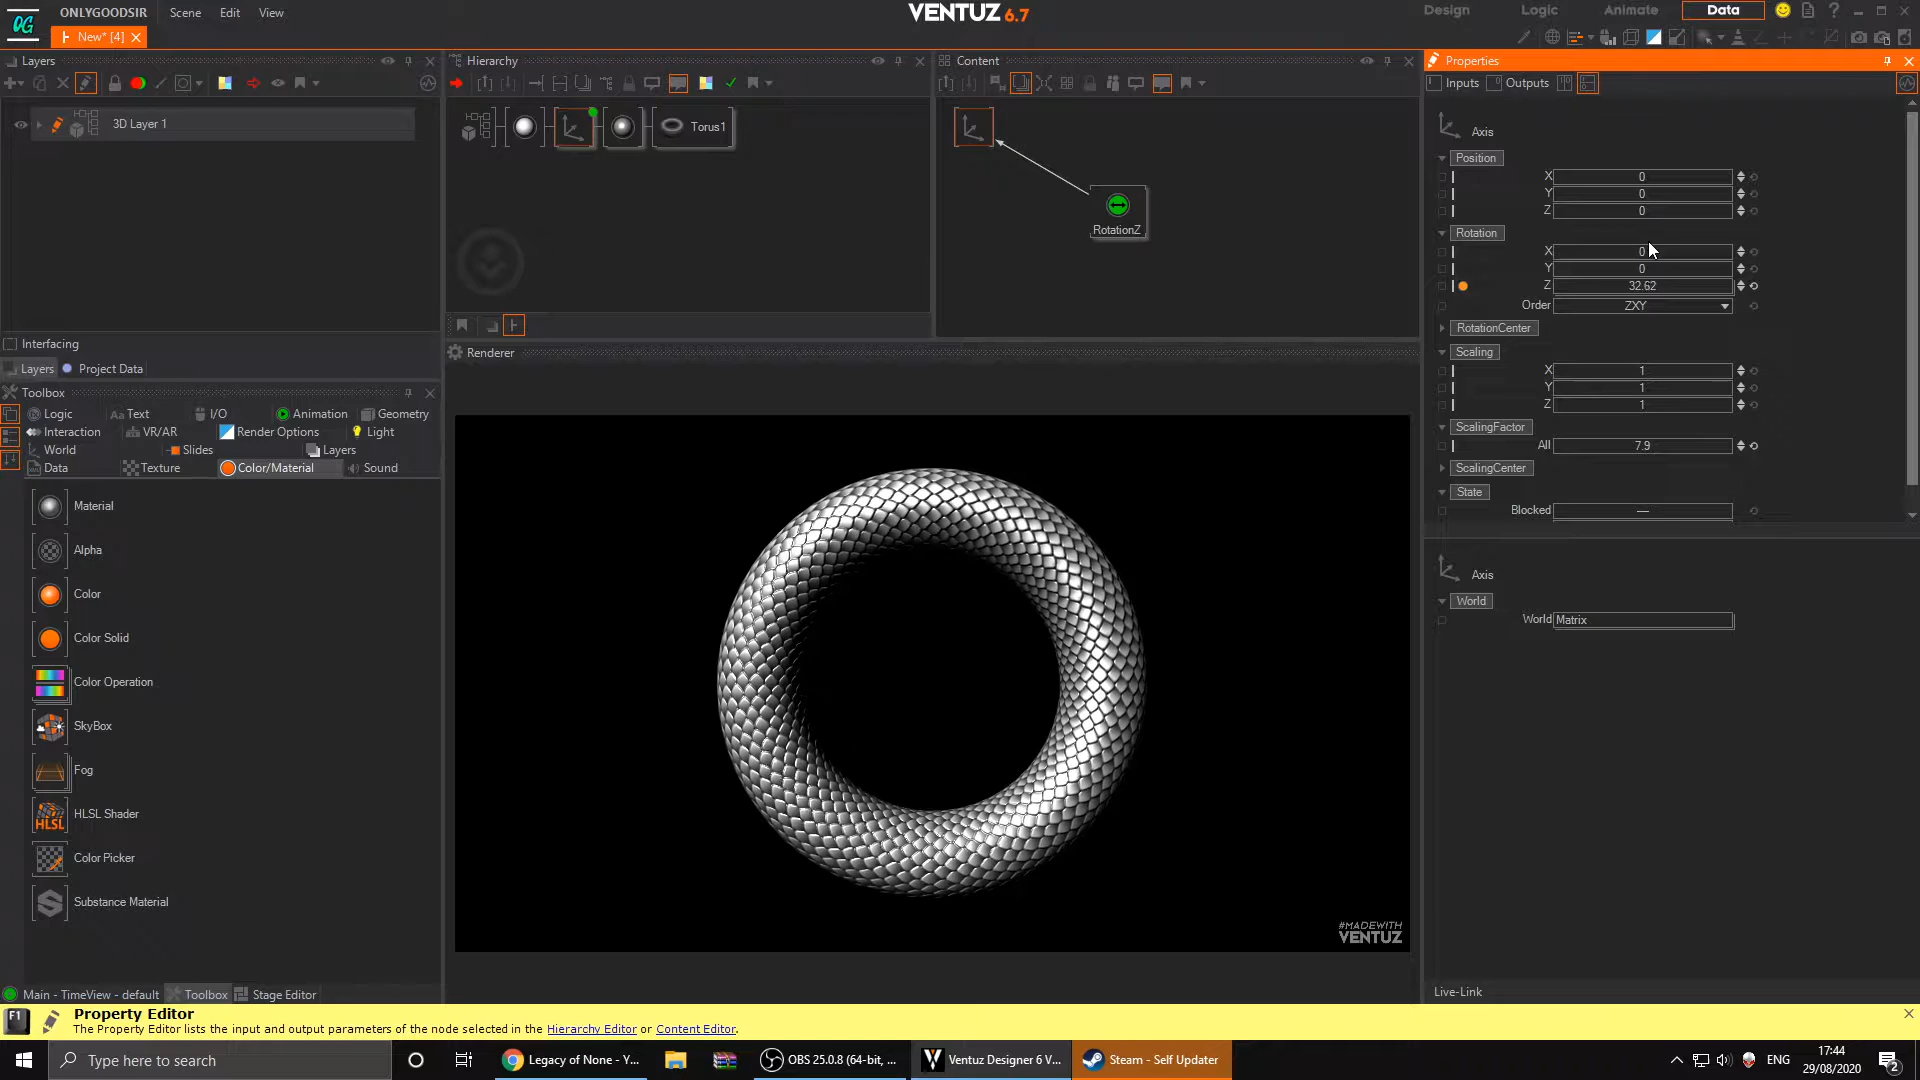 ONLYGOODSIR
Scene
Edit
View
VENTUZ 6.7
Design
Logic
Animate
Data
New* [4]
Layers
3D Layer 1
Interfacing
Layers
Project Data
Hierarchy
Torus1
Content
RotationZ
Properties
Inputs
Outputs
Axis
Position
X 0
Y 0
Z 0
Rotation
X 0
Y 0
Z 32.62
Order ZXY
RotationCenter
Scaling
X 1
Y 1
Z 1
ScalingFactor
All 7.9
ScalingCenter
State
Blocked —
Axis
World
World Matrix
Live-Link
Toolbox
Logic
Text
I/O
Animation
Geometry
Interaction
VR/AR
Render Options
Light
World
Slides
Layers
Data
Texture
Color/Material
Sound
Material
Alpha
Color
Color Solid
Color Operation
SkyBox
Fog
HLSL
HLSL Shader
Color Picker
Substance Material
Renderer
#MADEWITH
VENTUZ
Main - TimeView - default
Toolbox
Stage Editor
F1
Property Editor
The Property Editor lists the input and output parameters of the node selected in the Hierarchy Editor or Content Editor.
Type here to search
Legacy of None - Y...
OBS 25.0.8 (64-bit, ...
Ventuz Designer 6 V...
Steam - Self Updater
ENG
17:44
29/08/2020
2